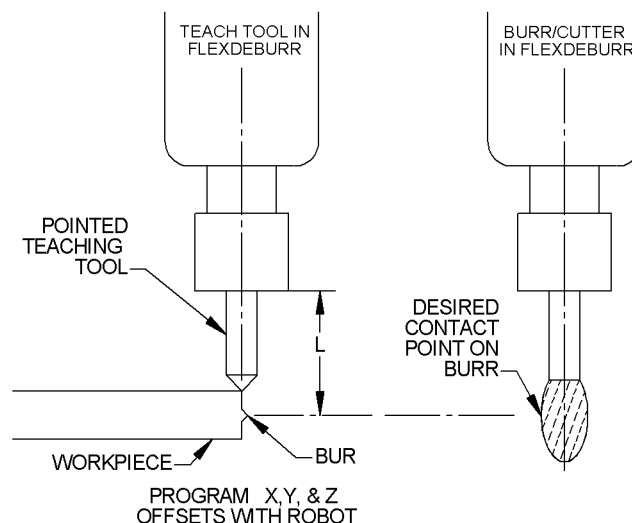 TEACH TOOL IN
FLEXDEBURR
BURR/CUTTER
IN FLEXDEBURR
POINTED
TEACHING
TOOL
L
DESIRED
CONTACT
POINT ON
BURR
WORKPIECE
BUR
PROGRAM X,Y, & Z
OFFSETS WITH ROBOT